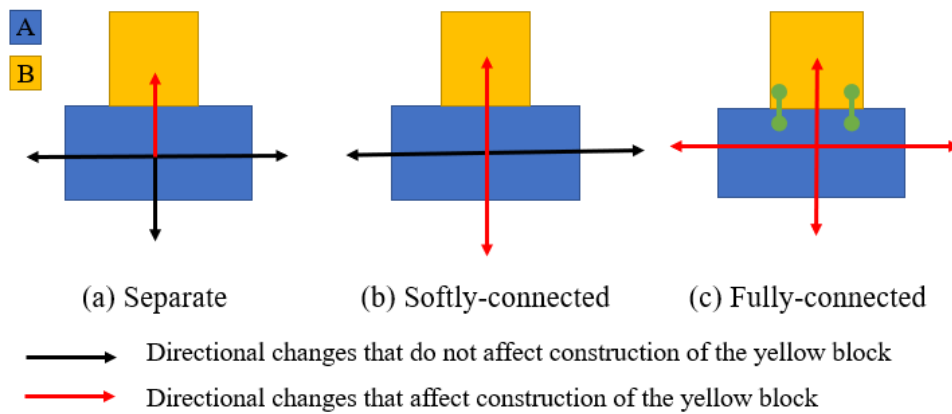 A
B
(a) Separate
(b) Softly-connected
(c) Fully-connected
Directional changes that do not affect construction of the yellow block
Directional changes that affect construction of the yellow block